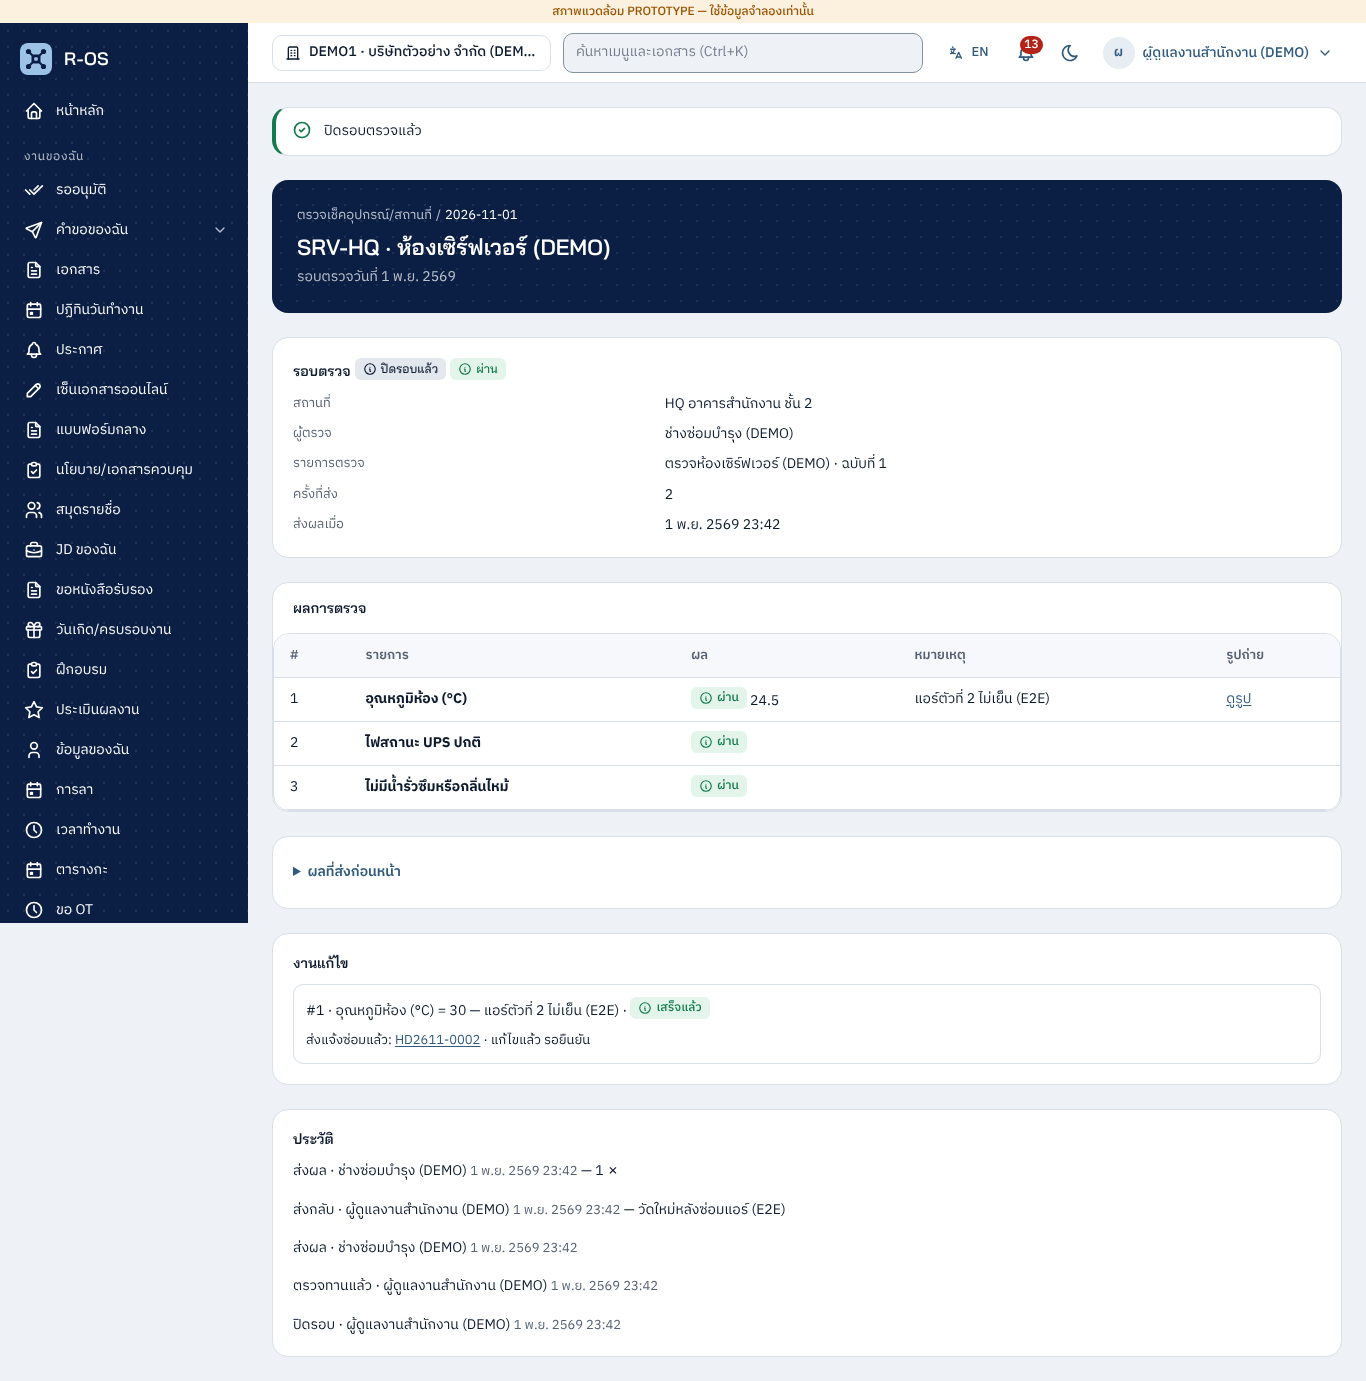 สภาพแวดล้อม PROTOTYPE — ใช้ข้อมูลจำลองเท่านั้น
R-OS
DEMO1 · บริษัทตัวอย่าง จำกัด (DEM...
ค้นหาเมนูและเอกสาร (Ctrl+K)
EN
13
ผ
ผู้ดูแลงานสำนักงาน (DEMO)
หน้าหลัก
งานของฉัน
รออนุมัติ
คำขอของฉัน
เอกสาร
ปฏิทินวันทำงาน
ประกาศ
เซ็นเอกสารออนไลน์
แบบฟอร์มกลาง
นโยบาย/เอกสารควบคุม
สมุดรายชื่อ
JD ของฉัน
ขอหนังสือรับรอง
วันเกิด/ครบรอบงาน
ฝึกอบรม
ประเมินผลงาน
ข้อมูลของฉัน
การลา
เวลาทำงาน
ตารางกะ
ขอ OT
ปิดรอบตรวจแล้ว
ตรวจเช็คอุปกรณ์/สถานที่ / 2026-11-01
SRV-HQ · ห้องเซิร์ฟเวอร์ (DEMO)
รอบตรวจวันที่ 1 พ.ย. 2569
รอบตรวจ ปิดรอบแล้ว ผ่าน
สถานที่ HQ อาคารสำนักงาน ชั้น 2
ผู้ตรวจ ช่างซ่อมบำรุง (DEMO)
รายการตรวจ ตรวจห้องเซิร์ฟเวอร์ (DEMO) · ฉบับที่ 1
ครั้งที่ส่ง 2
ส่งผลเมื่อ 1 พ.ย. 2569 23:42
ผลการตรวจ
# รายการ ผล หมายเหตุ รูปถ่าย
1 อุณหภูมิห้อง (°C) ผ่าน 24.5 แอร์ตัวที่ 2 ไม่เย็น (E2E) ดูรูป
2 ไฟสถานะ UPS ปกติ ผ่าน
3 ไม่มีน้ำรั่วซึมหรือกลิ่นไหม้ ผ่าน
ผลที่ส่งก่อนหน้า
งานแก้ไข
#1 · อุณหภูมิห้อง (°C) = 30 — แอร์ตัวที่ 2 ไม่เย็น (E2E) · เสร็จแล้ว
ส่งแจ้งซ่อมแล้ว: HD2611-0002 · แก้ไขแล้ว รอยืนยัน
ประวัติ
ส่งผล · ช่างซ่อมบำรุง (DEMO) 1 พ.ย. 2569 23:42 — 1 ×
ส่งกลับ · ผู้ดูแลงานสำนักงาน (DEMO) 1 พ.ย. 2569 23:42 — วัดใหม่หลังซ่อมแอร์ (E2E)
ส่งผล · ช่างซ่อมบำรุง (DEMO) 1 พ.ย. 2569 23:42
ตรวจทานแล้ว · ผู้ดูแลงานสำนักงาน (DEMO) 1 พ.ย. 2569 23:42
ปิดรอบ · ผู้ดูแลงานสำนักงาน (DEMO) 1 พ.ย. 2569 23:42